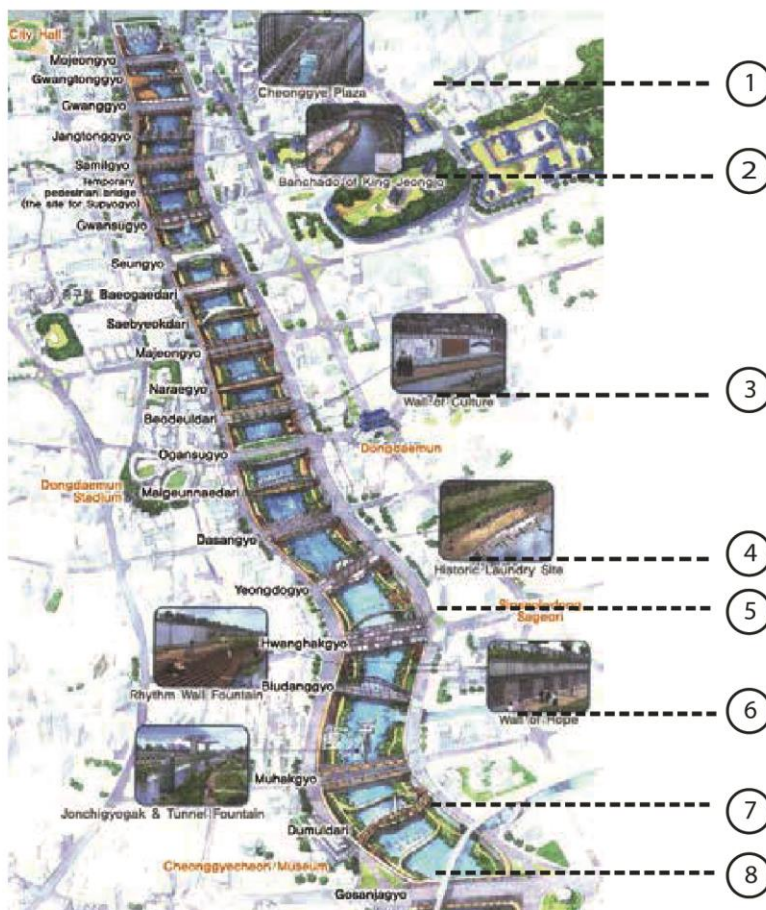 City Hall
Mojeongyo
Gwangtonggyo
Gwanggyo
Cheonggye Plaza
1
Jangtonggyo
Samilgyo
Temporary
pedestrian bridge
(the site for Supyogyo)
Banchado of King Jeongjo
2
Gwansugyo
Seungyo
Baeogaedari
Saebyeokdari
Majeongyo
Naraegyo
Wall of Culture
3
Beodeuldari
Ogansugyo
Dongdaemun
Dongdaemun
Stadium
Malgeunnaedari
Dasangyo
Historic Laundry Site
4
Yeongdogyo
5
Sageori
Hwanghakgyo
Rhythm Wall Fountain
Biudanggyo
Wall of Hope
6
Muhakgyo
7
Jonchigyogak & Tunnel Fountain
Dumuldari
Cheonggyecheon Museum
8
Gosanjagyo